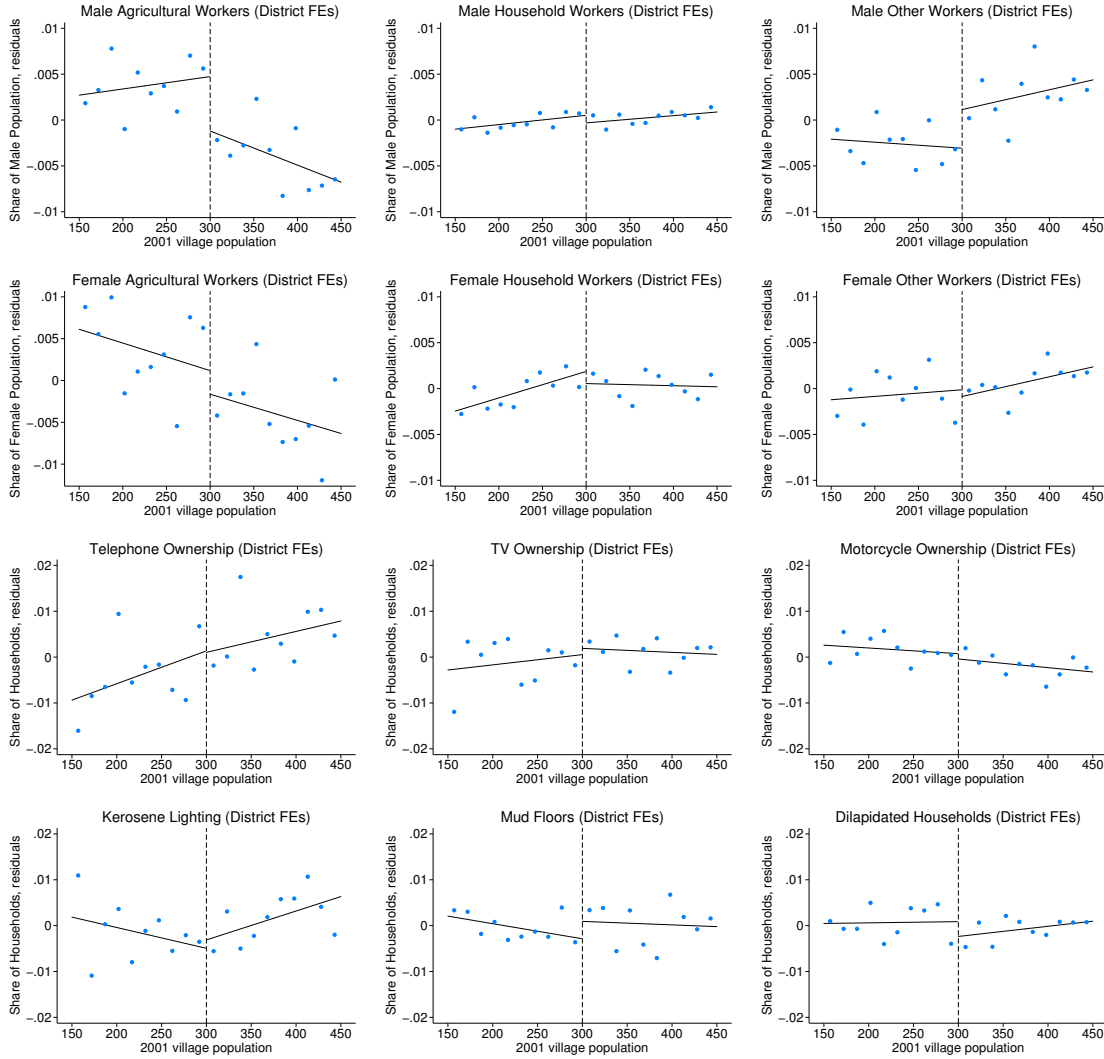 Male Agricultural Workers (District FEs)
Share of Male Population, residuals
.01
.005
0
−.005
−.01
150 200 250 300 350 400 450
2001 village population
Male Household Workers (District FEs)
Share of Male Population, residuals
.01
.005
0
−.005
−.01
150 200 250 300 350 400 450
2001 village population
Male Other Workers (District FEs)
Share of Male Population, residuals
.01
.005
0
−.005
−.01
150 200 250 300 350 400 450
2001 village population
Female Agricultural Workers (District FEs)
Share of Female Population, residuals
.01
.005
0
−.005
−.01
150 200 250 300 350 400 450
2001 village population
Female Household Workers (District FEs)
Share of Female Population, residuals
.01
.005
0
−.005
−.01
150 200 250 300 350 400 450
2001 village population
Female Other Workers (District FEs)
Share of Female Population, residuals
.01
.005
0
−.005
−.01
150 200 250 300 350 400 450
2001 village population
Telephone Ownership (District FEs)
Share of Households, residuals
.02
.01
0
−.01
−.02
150 200 250 300 350 400 450
2001 village population
TV Ownership (District FEs)
Share of Households, residuals
.02
.01
0
−.01
−.02
150 200 250 300 350 400 450
2001 village population
Motorcycle Ownership (District FEs)
Share of Households, residuals
.02
.01
0
−.01
−.02
150 200 250 300 350 400 450
2001 village population
Kerosene Lighting (District FEs)
Share of Households, residuals
.02
.01
0
−.01
−.02
150 200 250 300 350 400 450
2001 village population
Mud Floors (District FEs)
Share of Households, residuals
.02
.01
0
−.01
−.02
150 200 250 300 350 400 450
2001 village population
Dilapidated Households (District FEs)
Share of Households, residuals
.02
.01
0
−.01
−.02
150 200 250 300 350 400 450
2001 village population